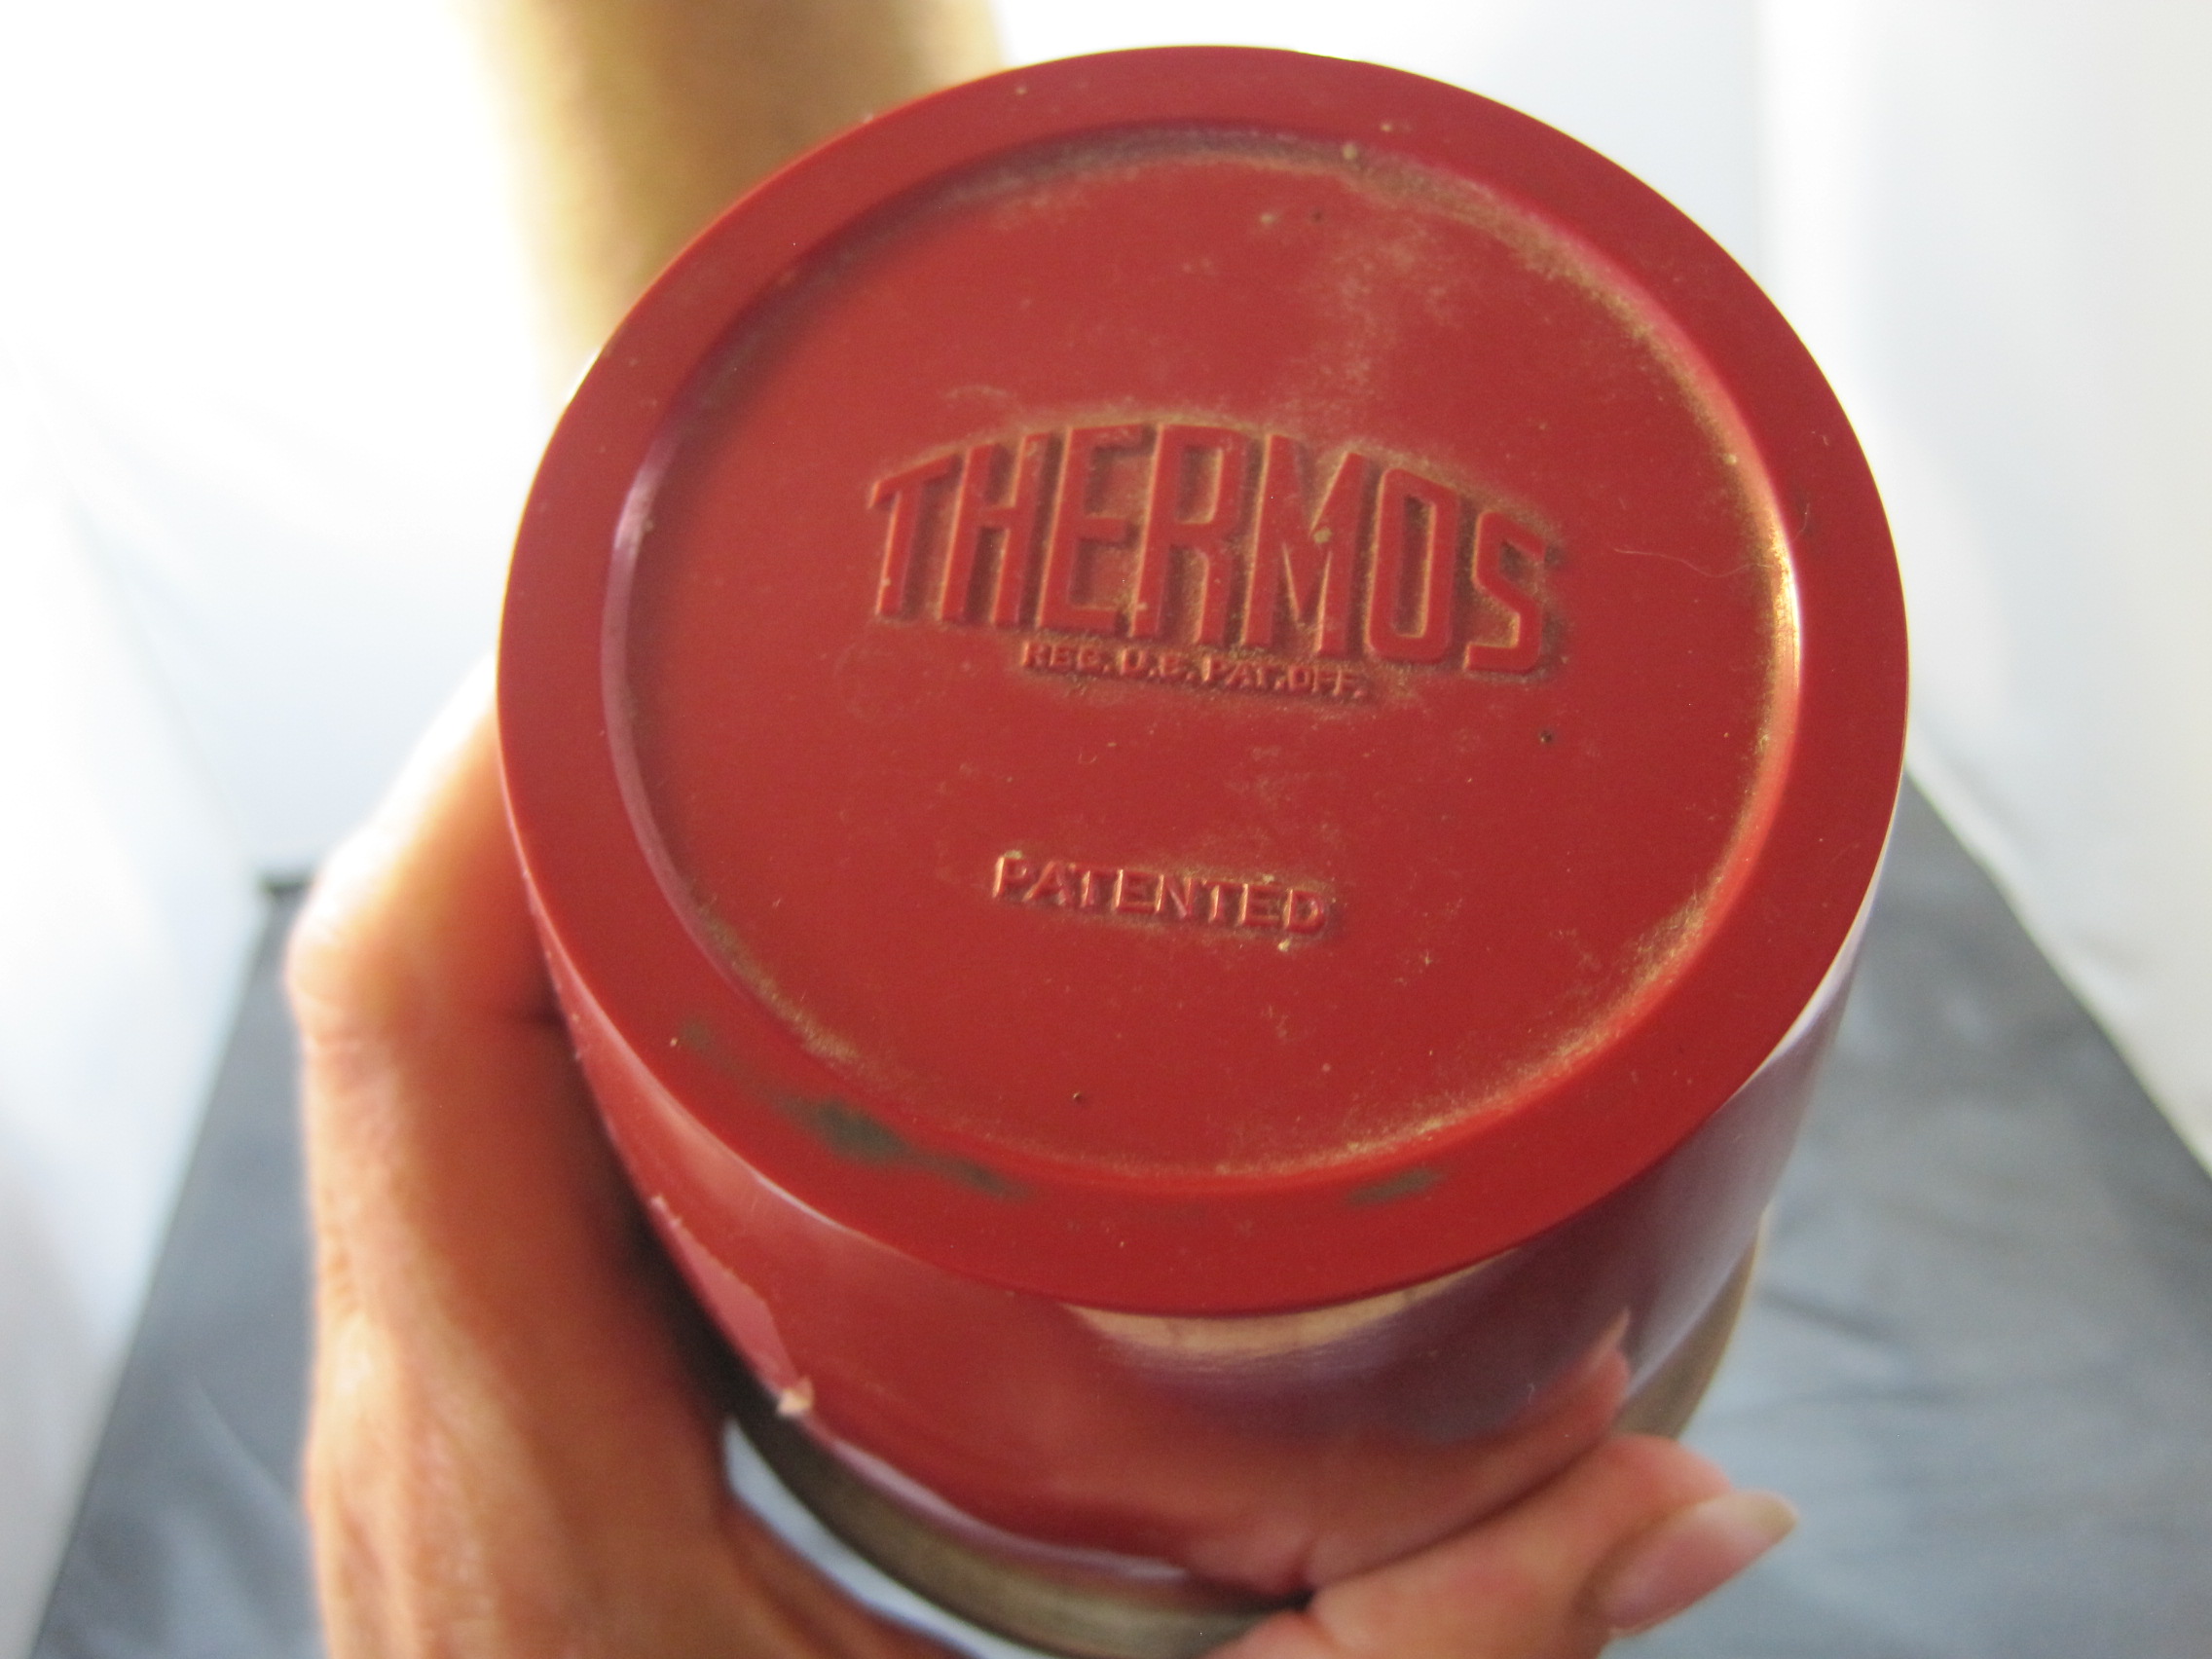 THERMOS
REG. U.S. PAT. OFF.
PATENTED